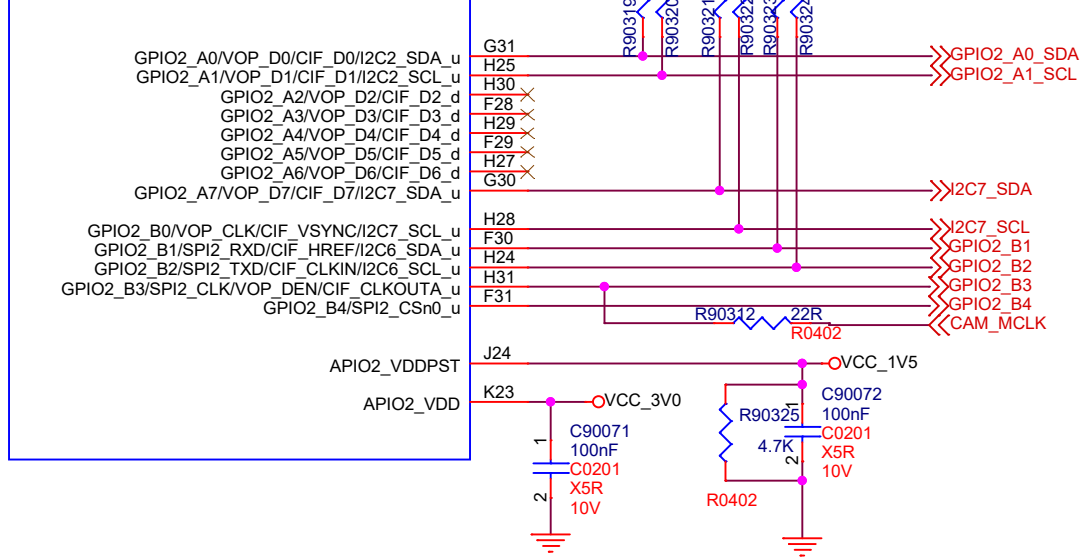 R90319
R90320
R90321
R90322
R90323
R90324
GPIO2_A0/VOP_D0/CIF_D0/I2C2_SDA_u G31 GPIO2_A0_SDA
GPIO2_A1/VOP_D1/CIF_D1/I2C2_SCL_u H25 GPIO2_A1_SCL
GPIO2_A2/VOP_D2/CIF_D2_d H30
GPIO2_A3/VOP_D3/CIF_D3_d F28
GPIO2_A4/VOP_D4/CIF_D4_d H29
GPIO2_A5/VOP_D5/CIF_D5_d F29
GPIO2_A6/VOP_D6/CIF_D6_d H27
GPIO2_A7/VOP_D7/CIF_D7/I2C7_SDA_u G30 I2C7_SDA
GPIO2_B0/VOP_CLK/CIF_VSYNC/I2C7_SCL_u H28 I2C7_SCL
GPIO2_B1/SPI2_RXD/CIF_HREF/I2C6_SDA_u F30 GPIO2_B1
GPIO2_B2/SPI2_TXD/CIF_CLKIN/I2C6_SCL_u H24 GPIO2_B2
GPIO2_B3/SPI2_CLK/VOP_DEN/CIF_CLKOUTA_u H31 GPIO2_B3
GPIO2_B4/SPI2_CSn0_u F31 GPIO2_B4
R90312 22R CAM_MCLK
R0402
APIO2_VDDPST J24 VCC_1V5
APIO2_VDD K23 VCC_3V0
C90071
100nF
C0201
X5R
10V
1
2
R90325
4.7K
R0402
C90072
100nF
C0201
X5R
10V
1
2